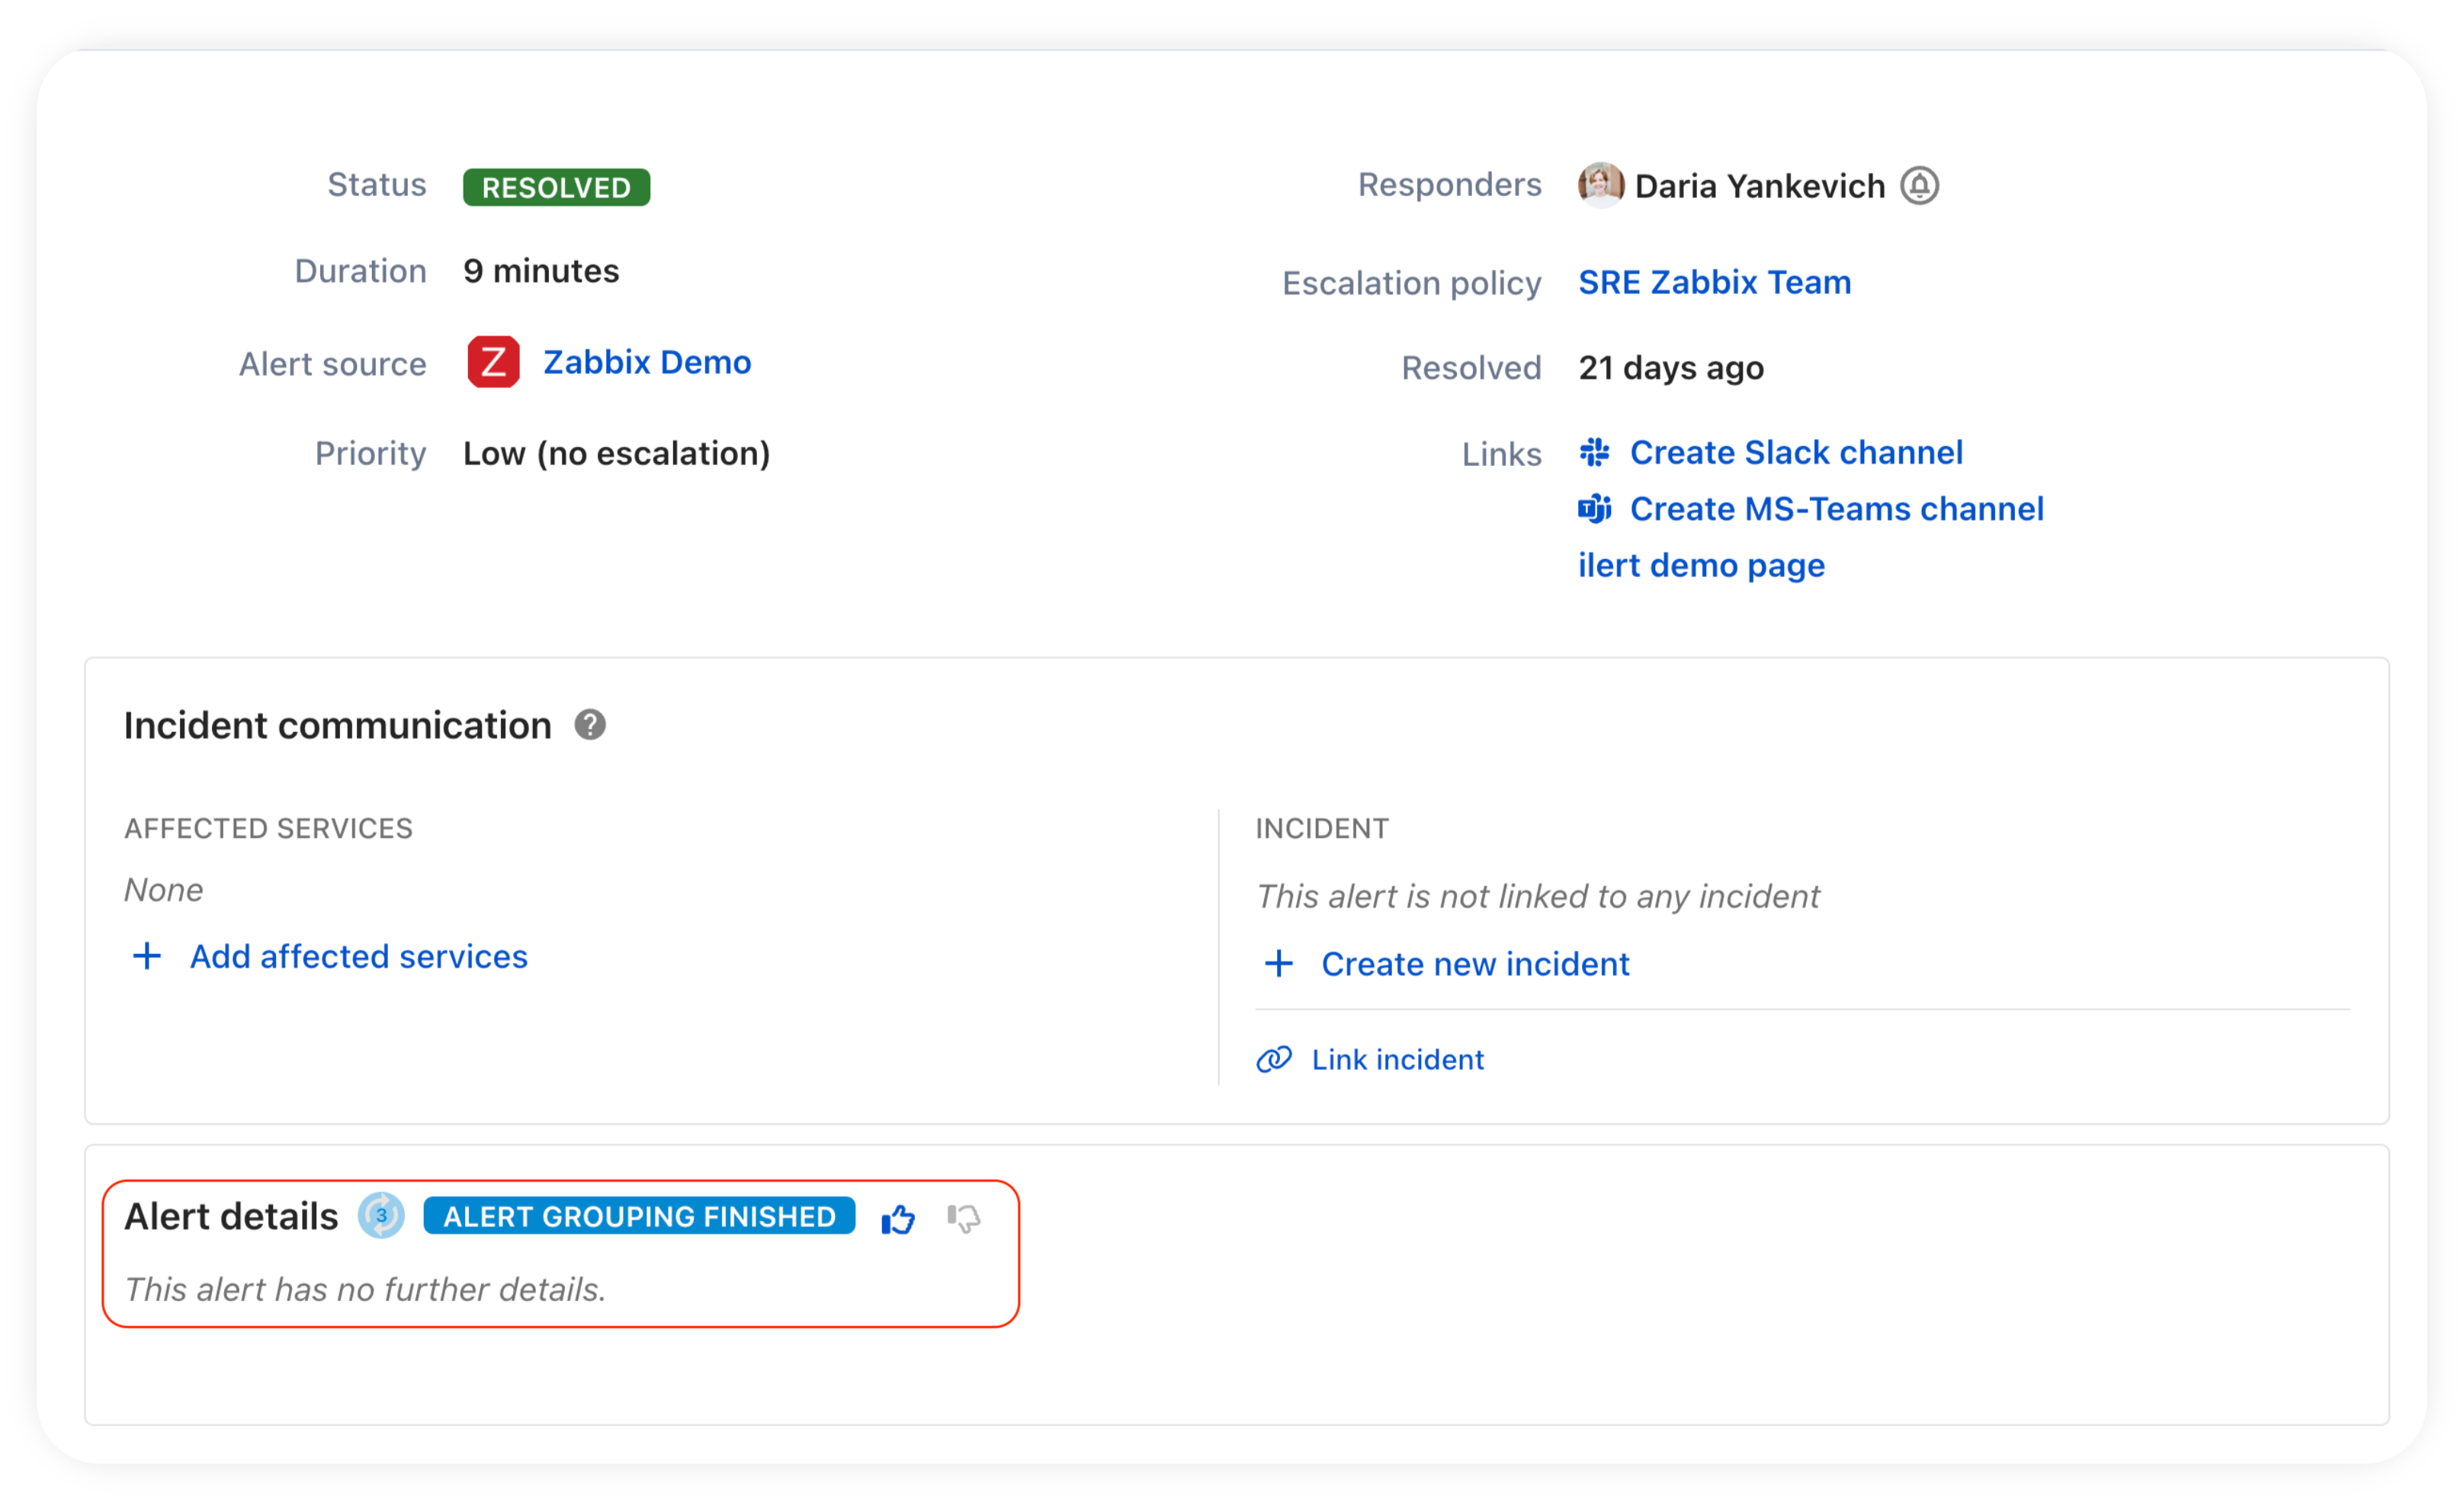 Status RESOLVED
Duration 9 minutes
Alert source Z Zabbix Demo
Priority Low (no escalation)
Responders Daria Yankevich
Escalation policy SRE Zabbix Team
Resolved 21 days ago
Links Create Slack channel
Create MS-Teams channel
ilert demo page
Incident communication ?
AFFECTED SERVICES
None
+ Add affected services
INCIDENT
This alert is not linked to any incident
+ Create new incident
Link incident
Alert details 3 ALERT GROUPING FINISHED
This alert has no further details.